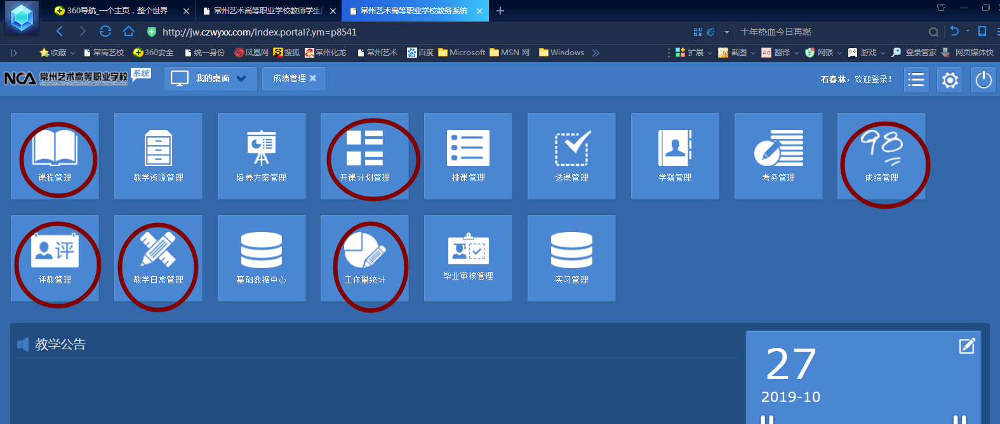 360导航_一个主页，整个世界
常州艺术高等职业学校教师学生厂
常州艺术高等职业学校教务系统
http://jw.czwyxx.com/index.portal?.ym=p8541
十年热血今日再燃
收藏 常高艺校 360安全 统一身份 凤凰网 搜狐 常州化龙 常州艺术 百度 Microsoft MSN 网 Windows
扩展 截图 Aa 翻译 网银 游戏 登录管家 网页媒体快
NCA 常州艺术高等职业学校 系统
我的桌面 成绩管理
石春林，欢迎登录！
课程管理 教学资源管理 培养方案管理 开课计划管理 排课管理 选课管理 学籍管理 考务管理 98 成绩管理
评 评教管理 教学日常管理 基础数据中心 工作量统计 毕业审核管理 实习管理
教学公告
27
2019-10